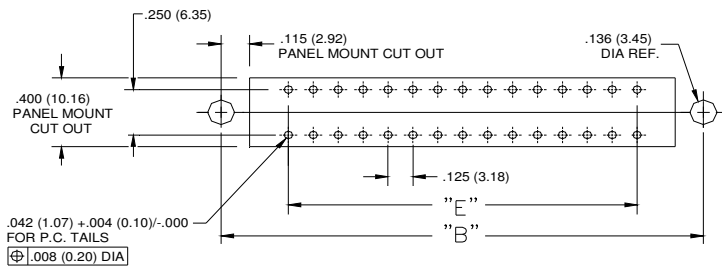 .250 (6.35)
.115 (2.92)
PANEL MOUNT CUT OUT
.136 (3.45)
DIA REF.
.400 (10.16)
PANEL MOUNT
CUT OUT
.125 (3.18)
"E"
"B"
.042 (1.07) +.004 (0.10)/-.000
FOR P.C. TAILS
⌖ .008 (0.20) DIA